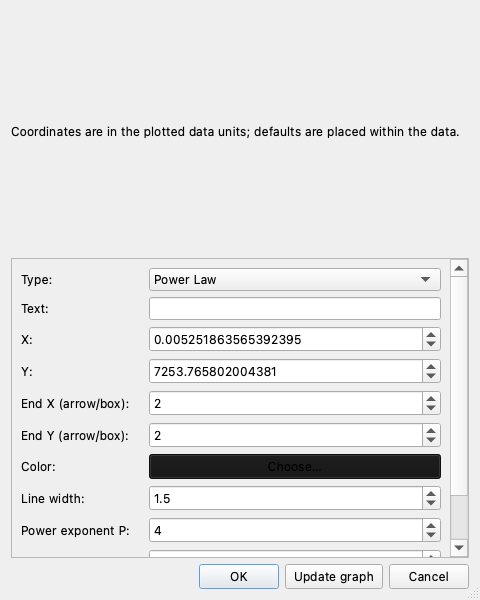 Coordinates are in the plotted data units; defaults are placed within the data.
Type: Power Law
Text:
X: 0.005251863565392395
Y: 7253.765802004381
End X (arrow/box): 2
End Y (arrow/box): 2
Color: Choose...
Line width: 1.5
Power exponent P: 4
OK Update graph Cancel